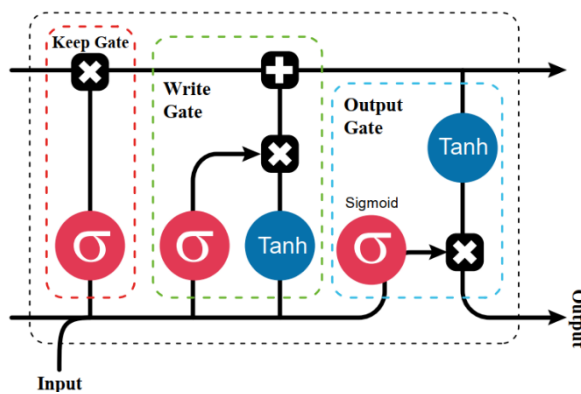 Keep Gate
Write
Gate
Output
Gate
Tanh
Sigmoid
σ
σ
Tanh
σ
Output
Input